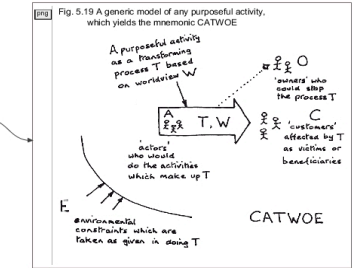 png
Fig. 5.19 A generic model of any purposeful activity,
which yields the mnemonic CATWOE
A purposeful activity
as a transforming
process T based
on worldview W
O
'owners' who
could stop
the process T
A
T, W
C
'customers'
affected by T
as victims or
beneficiaries
'actors'
who would
do the activities
which make up T
E
environmental
constraints which are
taken as given in doing T
CATWOE